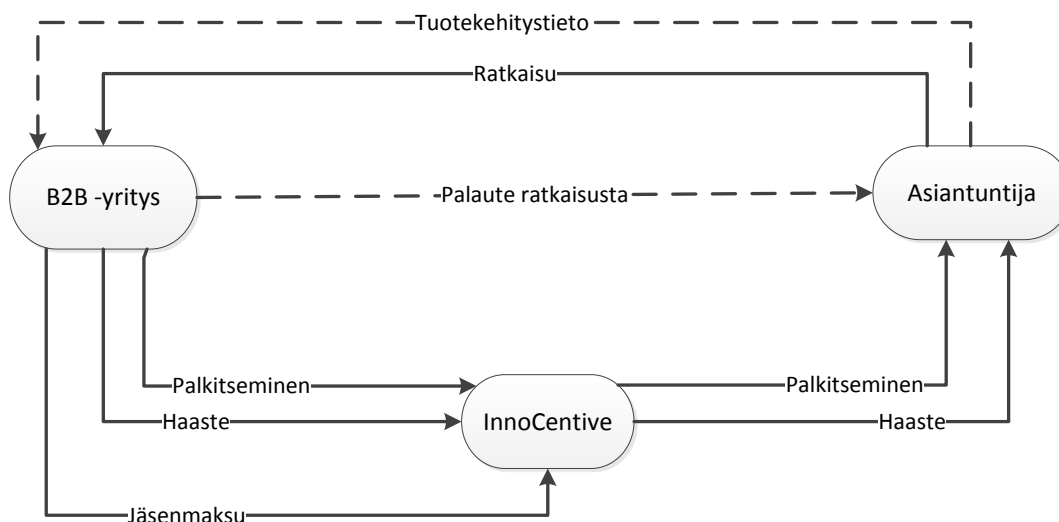 Tuotekehitystieto
Ratkaisu
B2B -yritys
Palaute ratkaisusta
Asiantuntija
Palkitseminen
Palkitseminen
Haaste
InnoCentive
Haaste
Jäsenmaksu